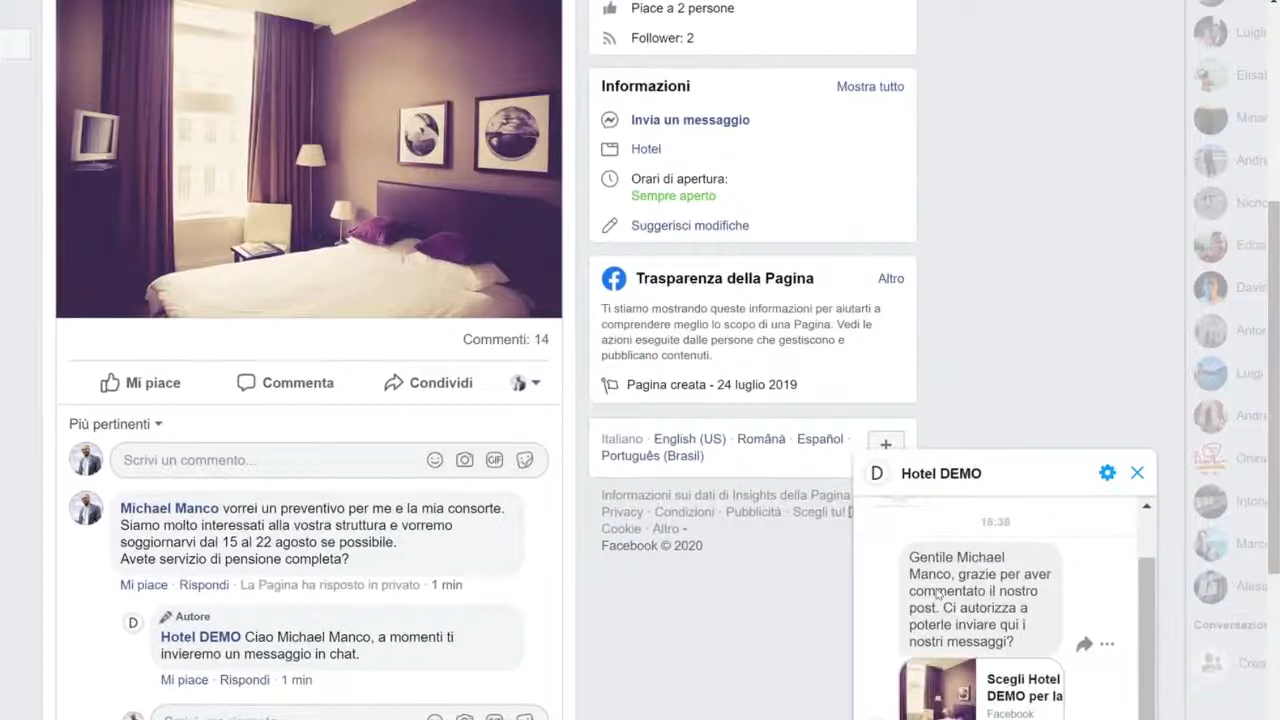 Piace a 2 persone
Follower: 2
Informazioni
Mostra tutto
Invia un messaggio
Hotel
Orari di apertura:
Sempre aperto
Suggerisci modifiche
Trasparenza della Pagina
Altro
Ti stiamo mostrando queste informazioni per aiutarti a
comprendere meglio lo scopo di una Pagina. Vedi le
azioni eseguite dalle persone che gestiscono e
pubblicano contenuti.
Pagina creata - 24 luglio 2019
Italiano · English (US) · Română · Español ·
Português (Brasil)
Informazioni sui dati di Insights della Pagina
Privacy · Condizioni · Pubblicità · Scegli tu!
Cookie · Altro
Facebook © 2020
Commenti: 14
Mi piace
Commenta
Condividi
Più pertinenti
Scrivi un commento...
GIF
Michael Manco vorrei un preventivo per me e la mia consorte.
Siamo molto interessati alla vostra struttura e vorremo
soggiornarvi dal 15 al 22 agosto se possibile.
Avete servizio di pensione completa?
Mi piace · Rispondi · La Pagina ha risposto in privato · 1 min
D
Autore
Hotel DEMO Ciao Michael Manco, a momenti ti
invieremo un messaggio in chat.
Mi piace · Rispondi · 1 min
D Hotel DEMO
18:38
Gentile Michael
Manco, grazie per aver
commentato il nostro
post. Ci autorizza a
poterle inviare qui i
nostri messaggi?
Scegli Hotel
DEMO per la
Facebook
Luigi
Elisa
Andre
Nicho
David
Anton
Luigi
Andre
Marco
Conversazio
Crea